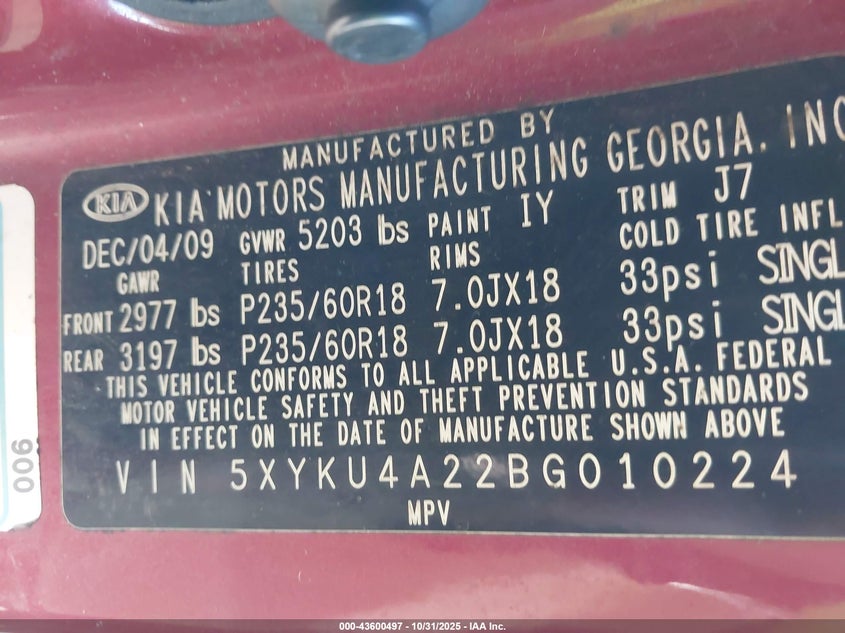 MANUFACTURED BY
KIA KIA MOTORS MANUFACTURING GEORGIA, INC
DEC/04/09 GVWR 5203 lbs PAINT IY TRIM J7
GAWR TIRES RIMS COLD TIRE INFL
FRONT 2977 lbs P235/60R18 7.0JX18 33psi SINGL
REAR 3197 lbs P235/60R18 7.0JX18 33psi SINGL
THIS VEHICLE CONFORMS TO ALL APPLICABLE U.S.A. FEDERAL
MOTOR VEHICLE SAFETY AND THEFT PREVENTION STANDARDS
IN EFFECT ON THE DATE OF MANUFACTURE SHOWN ABOVE
VIN 5XYKU4A22BG010224
MPV
006
000-43600497 - 10/31/2025 - IAA Inc.